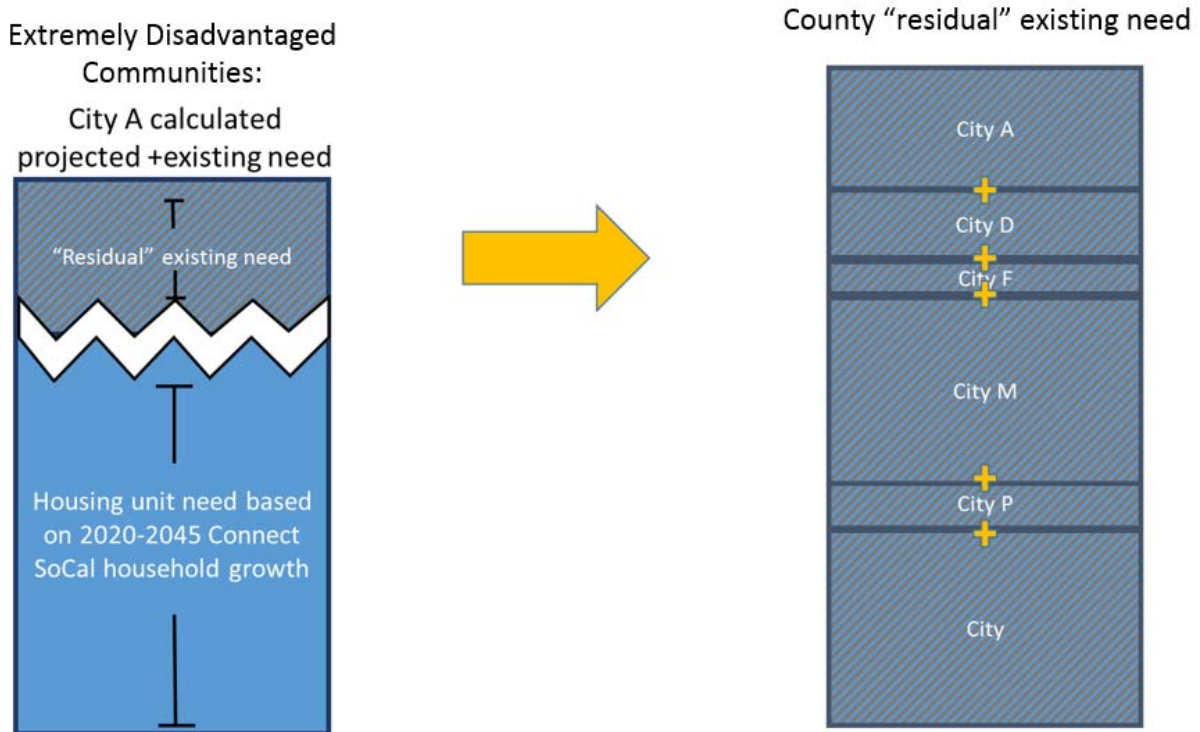 Extremely Disadvantaged
Communities:
City A calculated
projected +existing need
“Residual” existing need
Housing unit need based
on 2020-2045 Connect
SoCal household growth
County “residual” existing need
City A
City D
City F
City M
City P
City